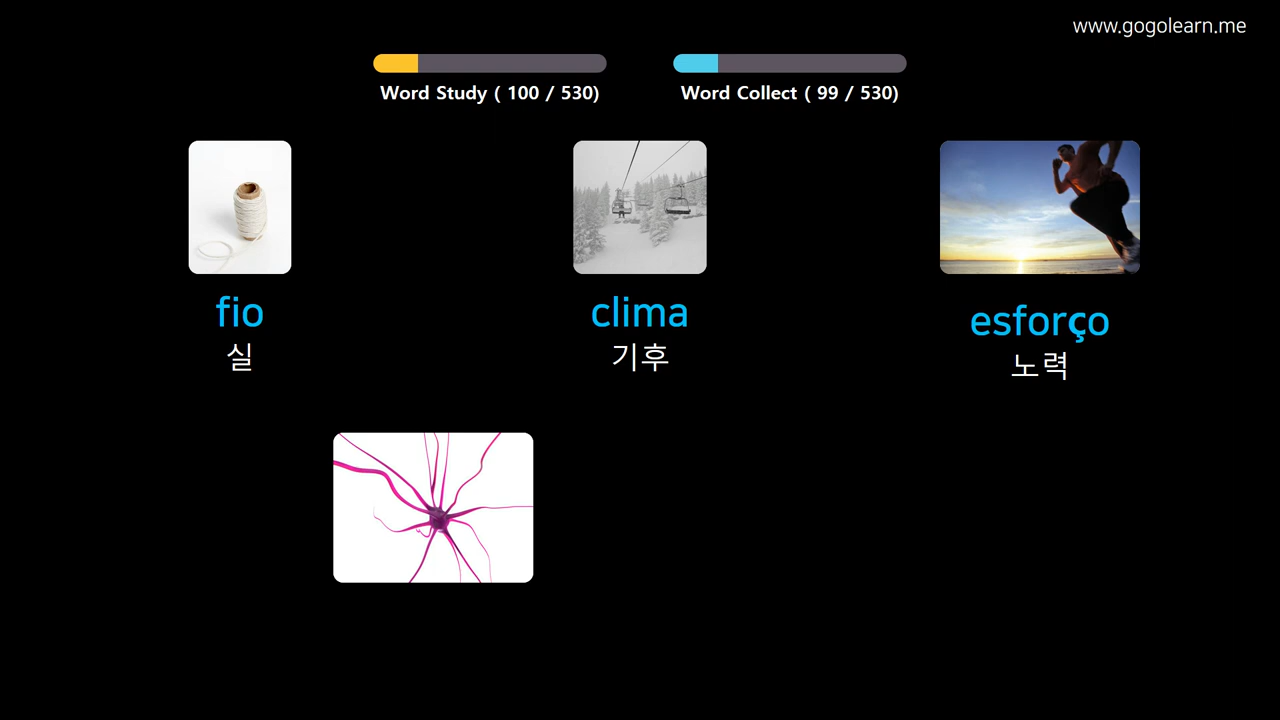 www.gogolearn.me
Word Study ( 100 / 530)
Word Collect ( 99 / 530)
fio
실
clima
기후
esforço
노력